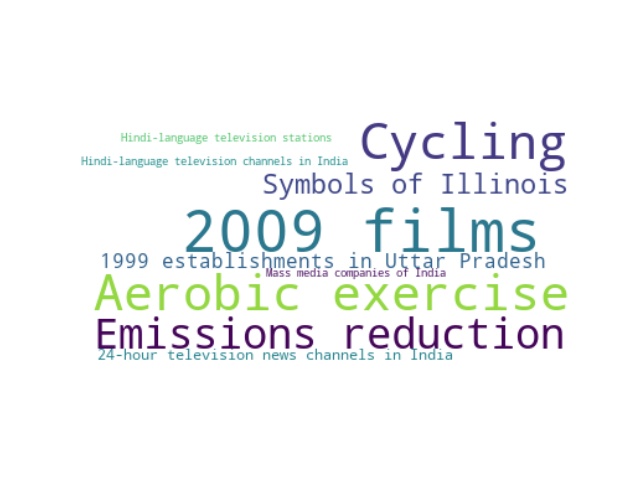 Hindi-language television stations
Cycling
Hindi-language television channels in India
Symbols of Illinois
2009 films
1999 establishments in Uttar Pradesh
Mass media companies of India
Aerobic exercise
Emissions reduction
24-hour television news channels in India